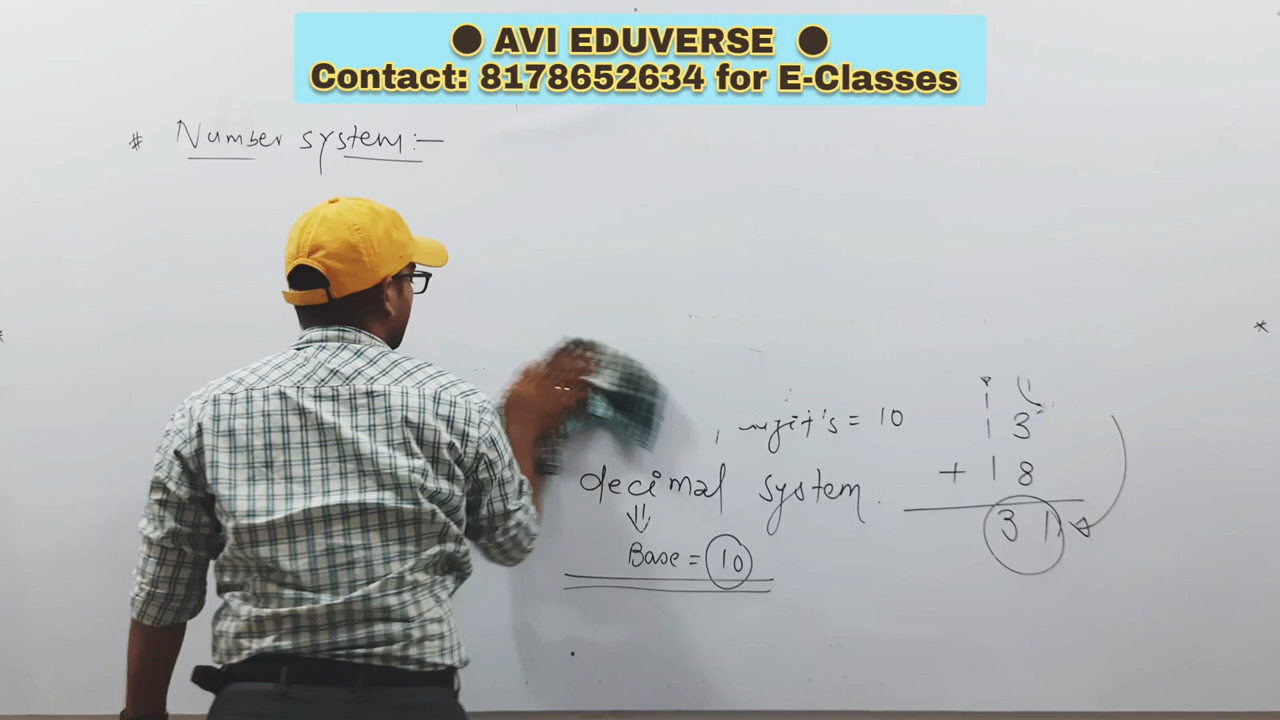 ● AVI EDUVERSE ●
Contact: 8178652634 for E-Classes
# Number system:-
= 10
decimal system.
⇓
Base = 10
1
1 3
+ 1 8
3 1